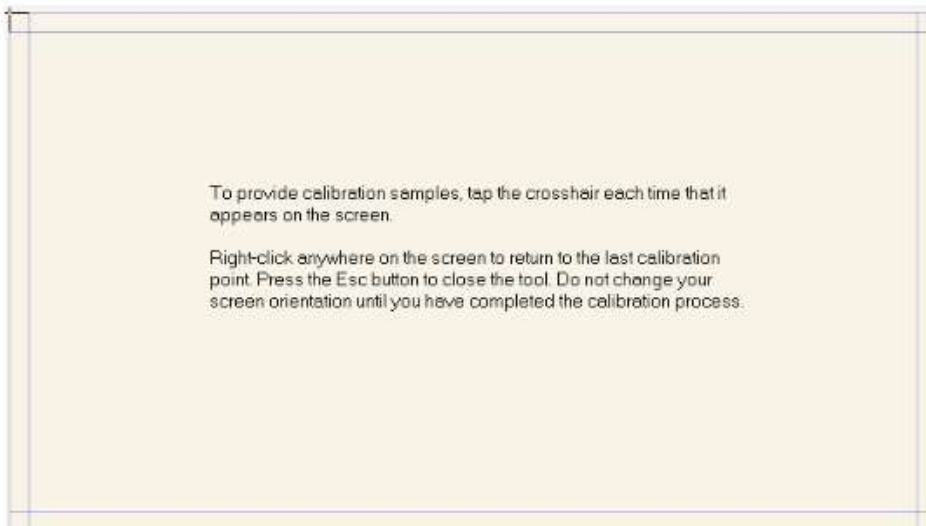 To provide calibration samples, tap the crosshair each time that it
appears on the screen.
Right-click anywhere on the screen to return to the last calibration
point. Press the Esc button to close the tool. Do not change your
screen orientation until you have completed the calibration process.